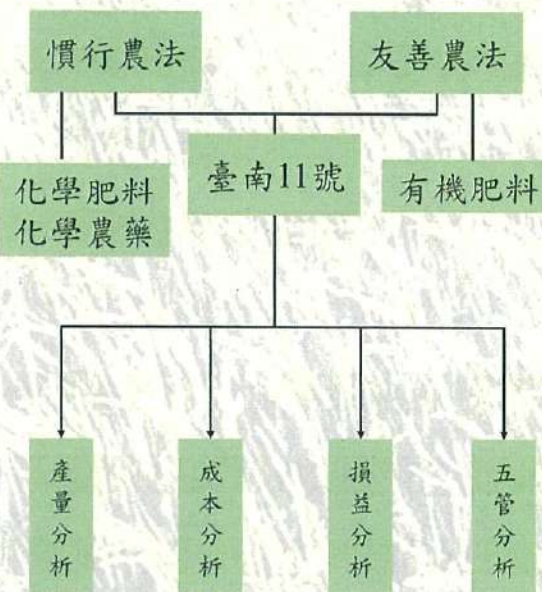 慣行農法
友善農法
化學肥料
化學農藥
臺南11號
有機肥料
產量分析
成本分析
損益分析
五管分析